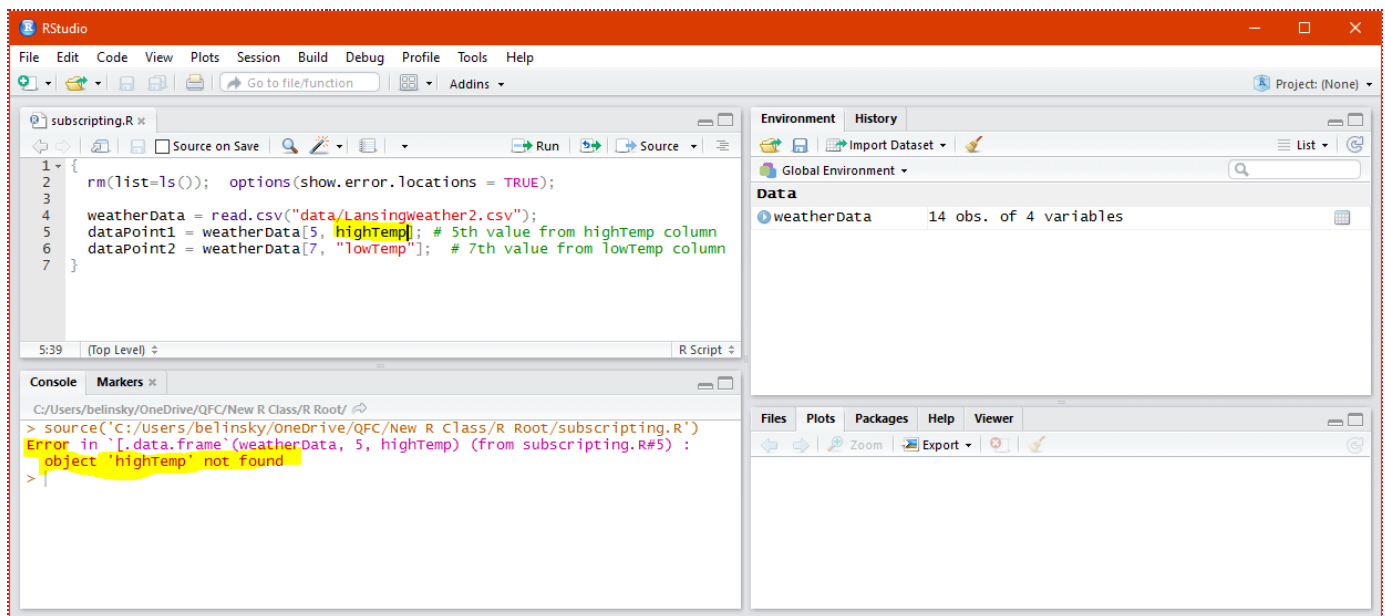 RStudio
File Edit Code View Plots Session Build Debug Profile Tools Help
Go to file/function Addins Project: (None)
subscripting.R
Source on Save Run Source
1 {
2 rm(list=ls()); options(show.error.locations = TRUE);
3
4 weatherData = read.csv("data/LansingWeather2.csv");
5 dataPoint1 = weatherData[5, highTemp]; # 5th value from highTemp column
6 dataPoint2 = weatherData[7, "lowTemp"]; # 7th value from lowTemp column
7 }
5:39 (Top Level) R Script
Console Markers
C:/Users/belinsky/OneDrive/QFC/New R Class/R Root/
> source('C:/Users/belinsky/OneDrive/QFC/New R Class/R Root/subscripting.R')
Error in `[.data.frame`(weatherData, 5, highTemp) (from subscripting.R#5) :
object 'highTemp' not found
>
Environment History
Import Dataset List
Global Environment
Data
weatherData 14 obs. of 4 variables
Files Plots Packages Help Viewer
Zoom Export